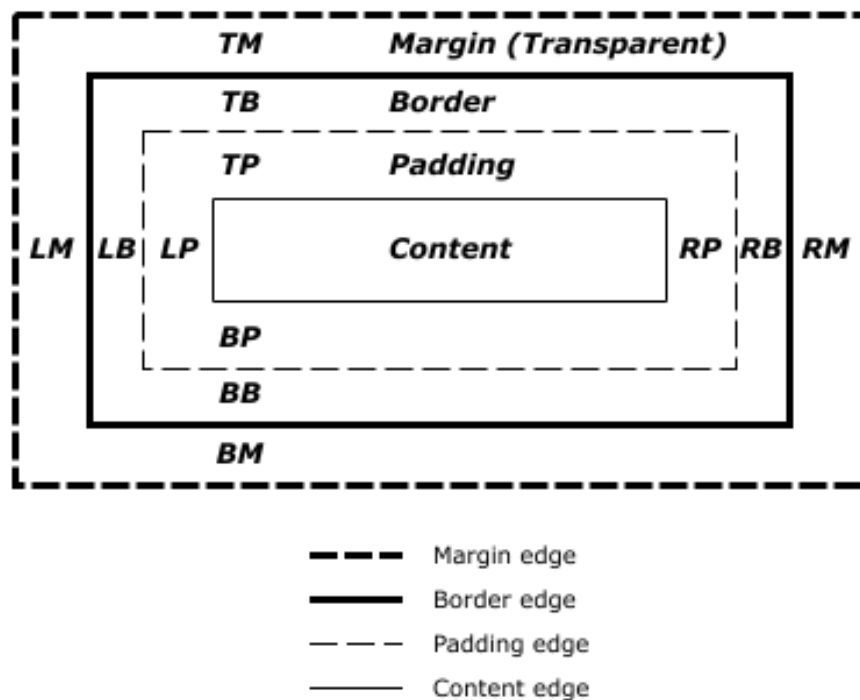 TM Margin (Transparent)
TB Border
TP Padding
LM LB LP Content RP RB RM
BP
BB
BM
Margin edge
Border edge
Padding edge
Content edge